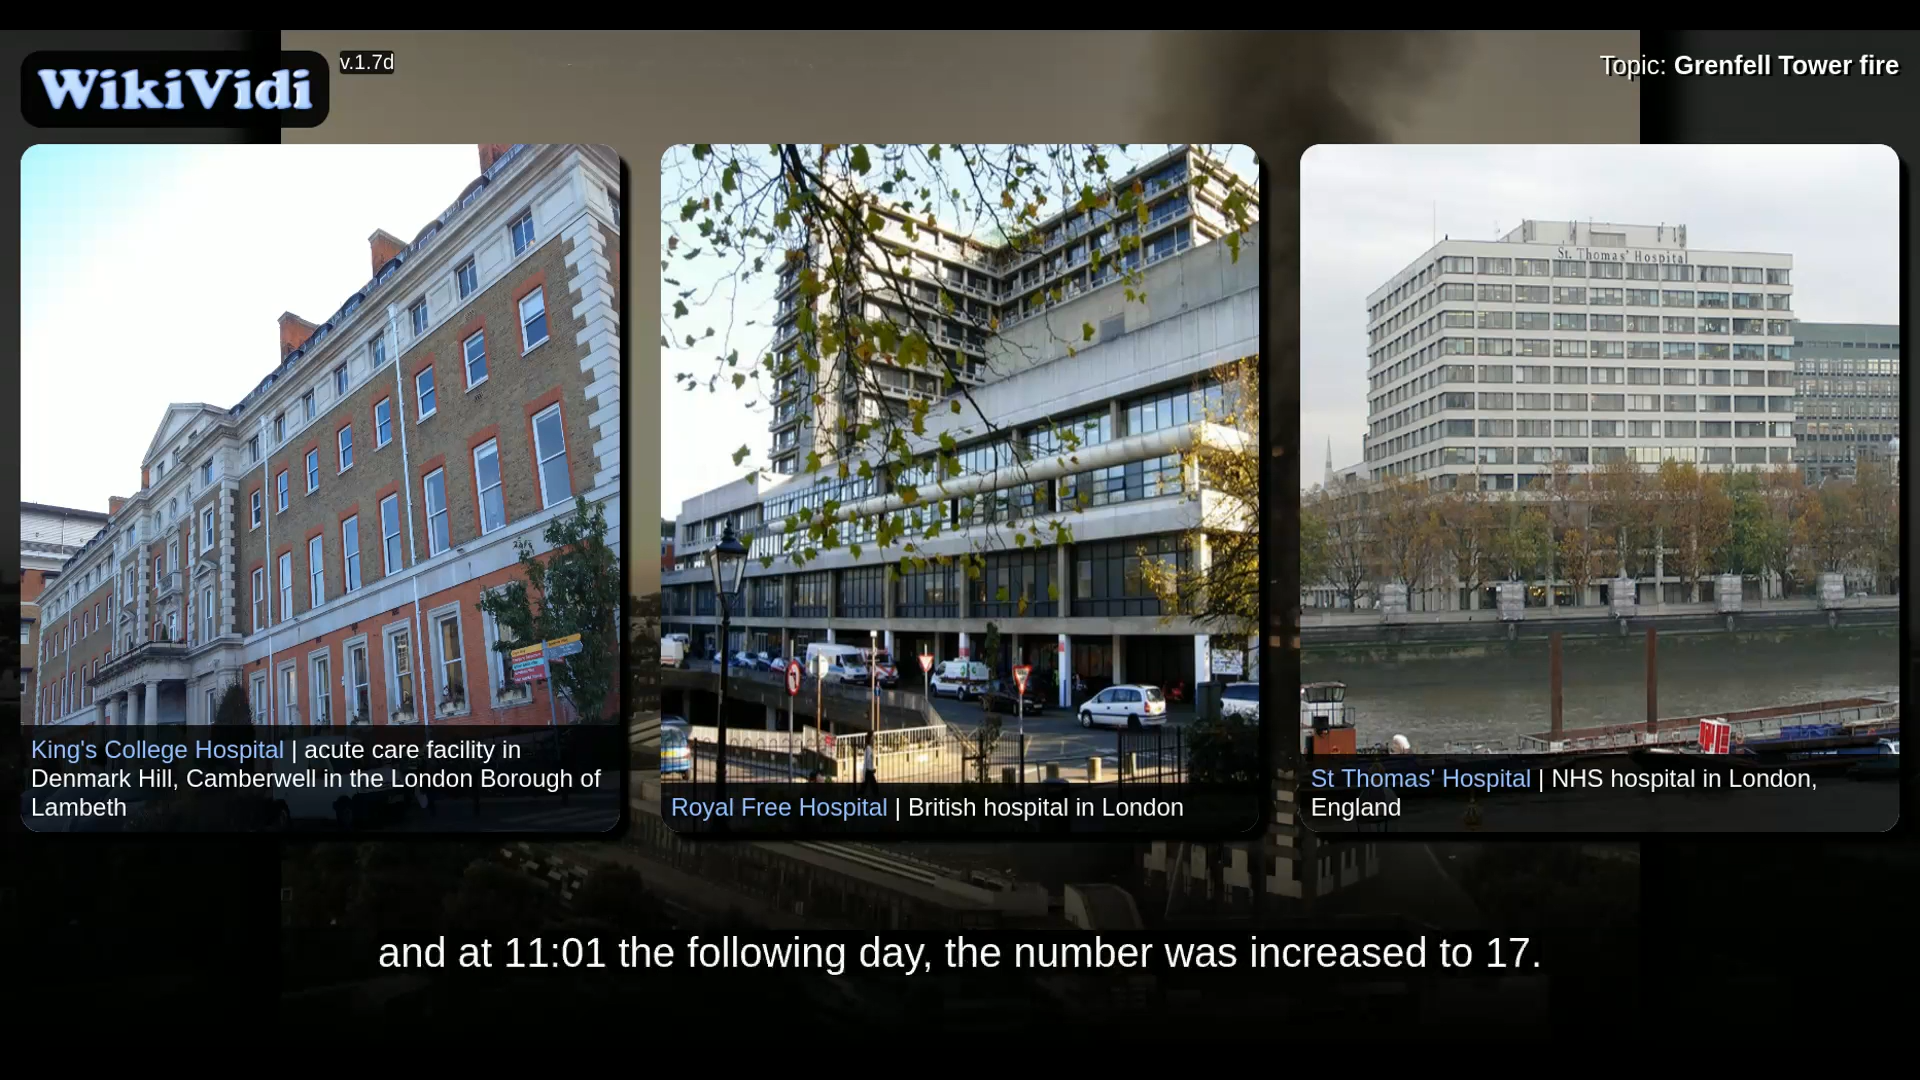 WikiVidi
v.1.7d
Topic: Grenfell Tower fire
St. Thomas' Hospital
King's College Hospital | acute care facility in
Denmark Hill, Camberwell in the London Borough of
Lambeth
Royal Free Hospital | British hospital in London
St Thomas' Hospital | NHS hospital in London,
England
and at 11:01 the following day, the number was increased to 17.